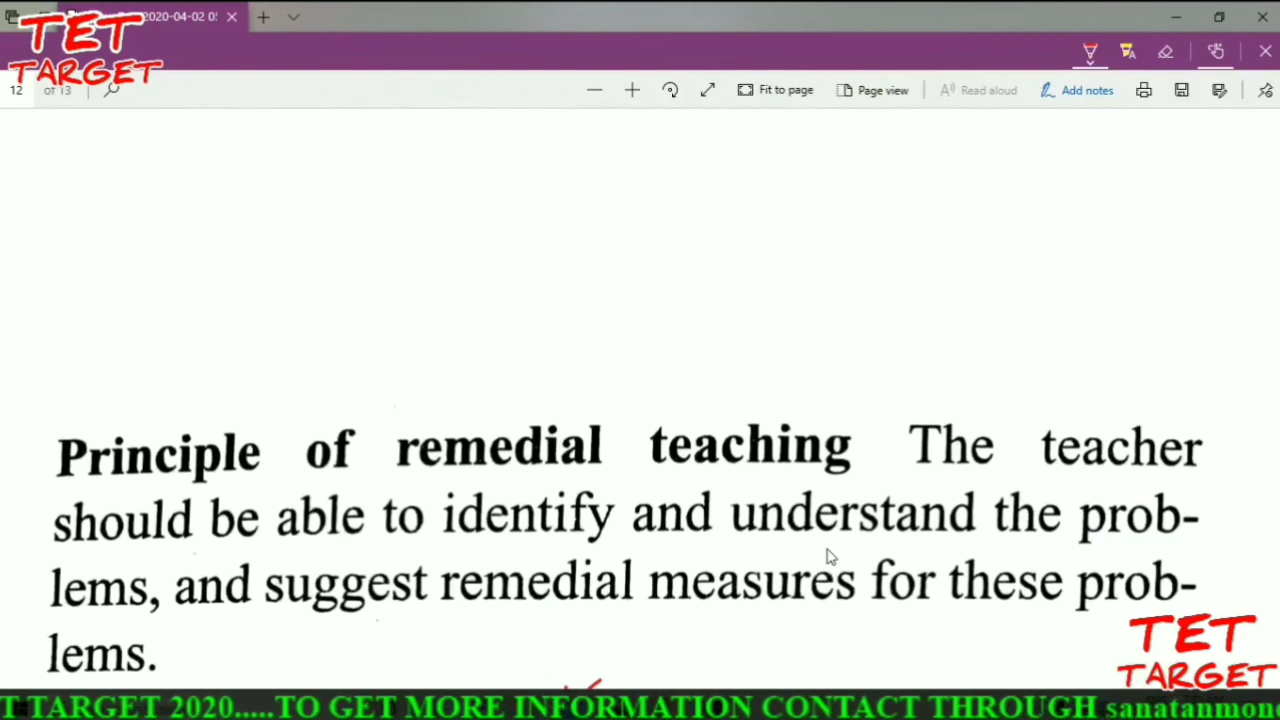 2020-04-02 0
TET
TARGET
12 of 13
Fit to page
Page view
Read aloud
Add notes
Principle of remedial teaching The teacher
should be able to identify and understand the prob-
lems, and suggest remedial measures for these prob-
lems.
TET
TARGET
T TARGET 2020.....TO GET MORE INFORMATION CONTACT THROUGH sanatanmond